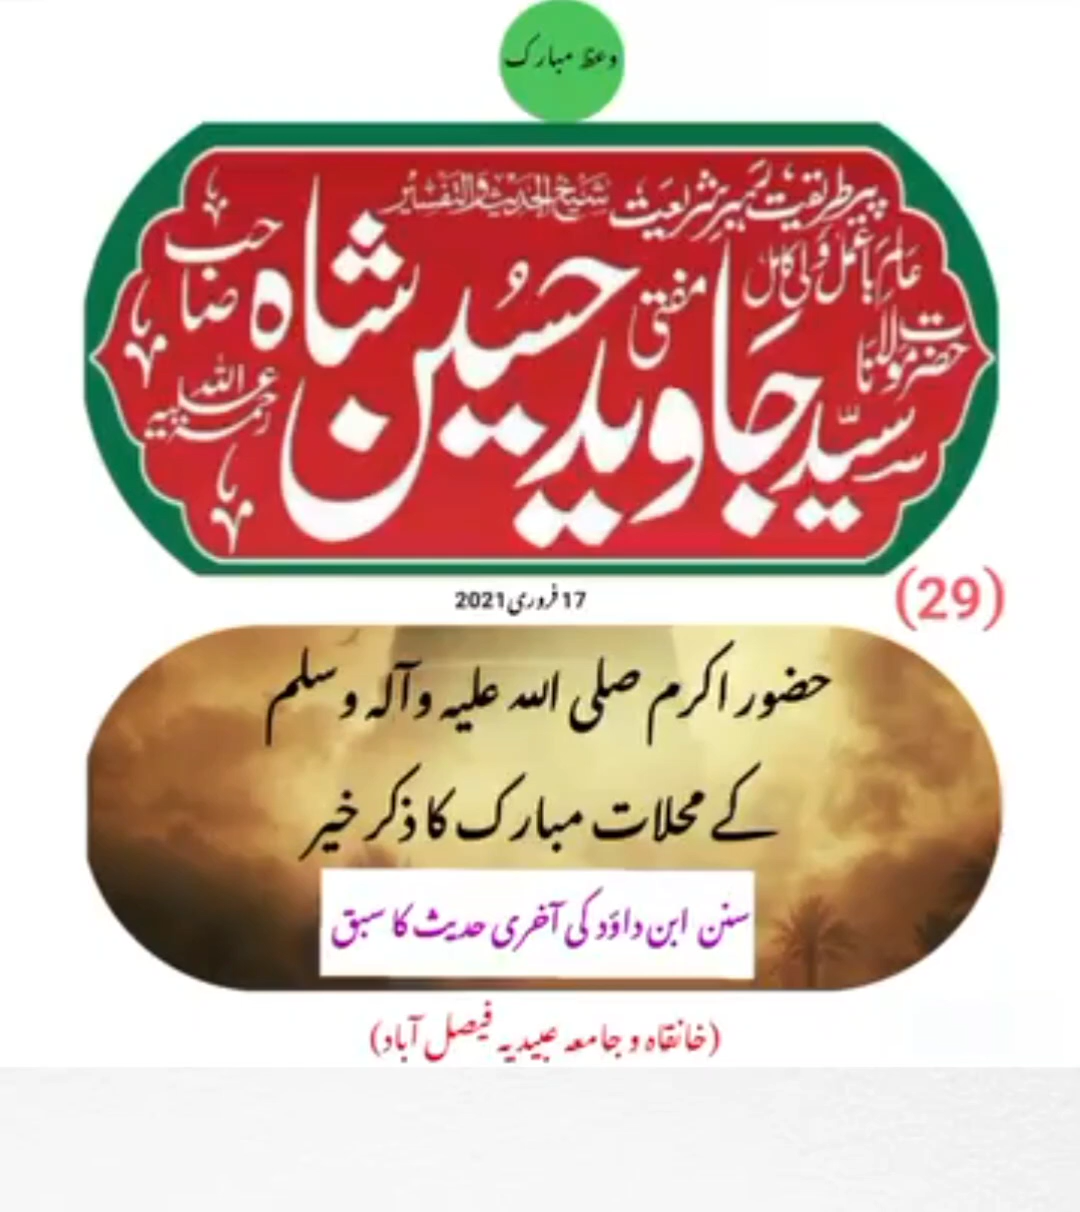 وعظ مبارک
پیر طریقت رہبر شریعت شیخ الحدیث والتفسیر
عالم باعمل ولی کامل
حضرت مولانا مفتی
سید جاوید حسین شاہ صاحب
رحمۃ اللہ علیہ
17 فروری 2021
(29)
حضور اکرم صلی اللہ علیہ وآلہ وسلم
کے محلات مبارک کا ذکر خیر
سنن ابن داؤد کی آخری حدیث کا سبق
(خانقاہ و جامعہ عبیدیہ فیصل آباد)